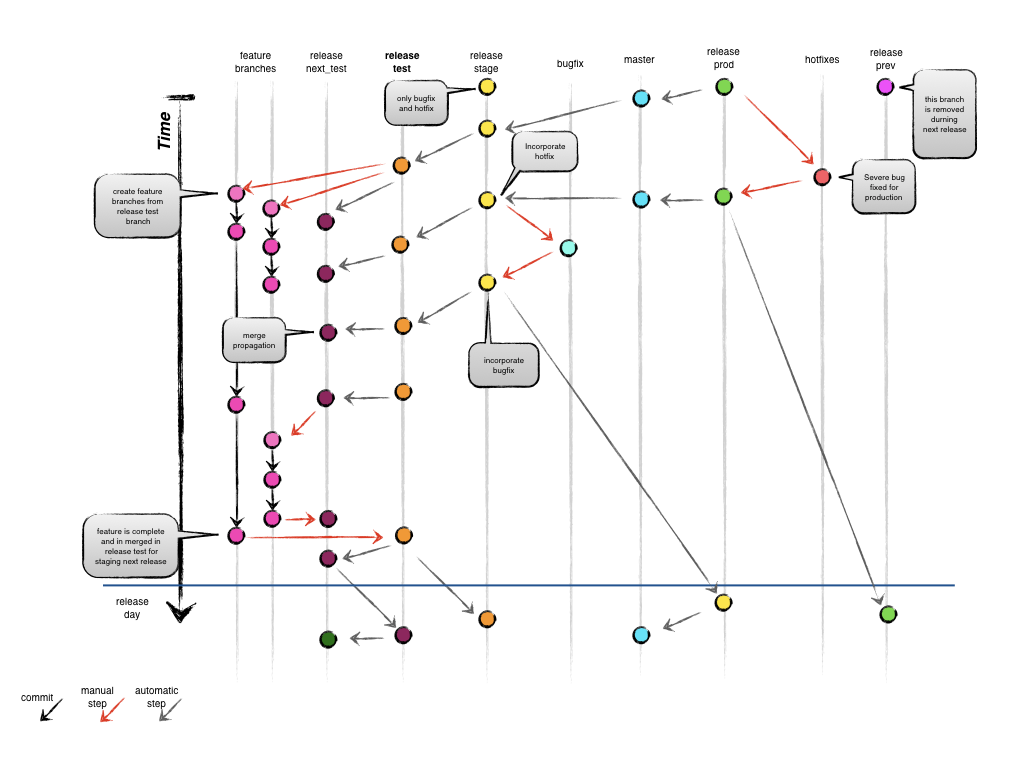 feature
branches
release
next_test
release
test
release
stage
bugfix
master
release
prod
hotfixes
release
prev
only bugfix
and hotfix
this branch
is removed
durning
next release
Time
Incorporate
hotfix
create feature
branches from
release test
branch
Severe bug
fixed for
production
merge
propagation
incorporate
bugfix
feature is complete
and in merged in
release test for
staging next release
release
day
commit
manual
step
automatic
step